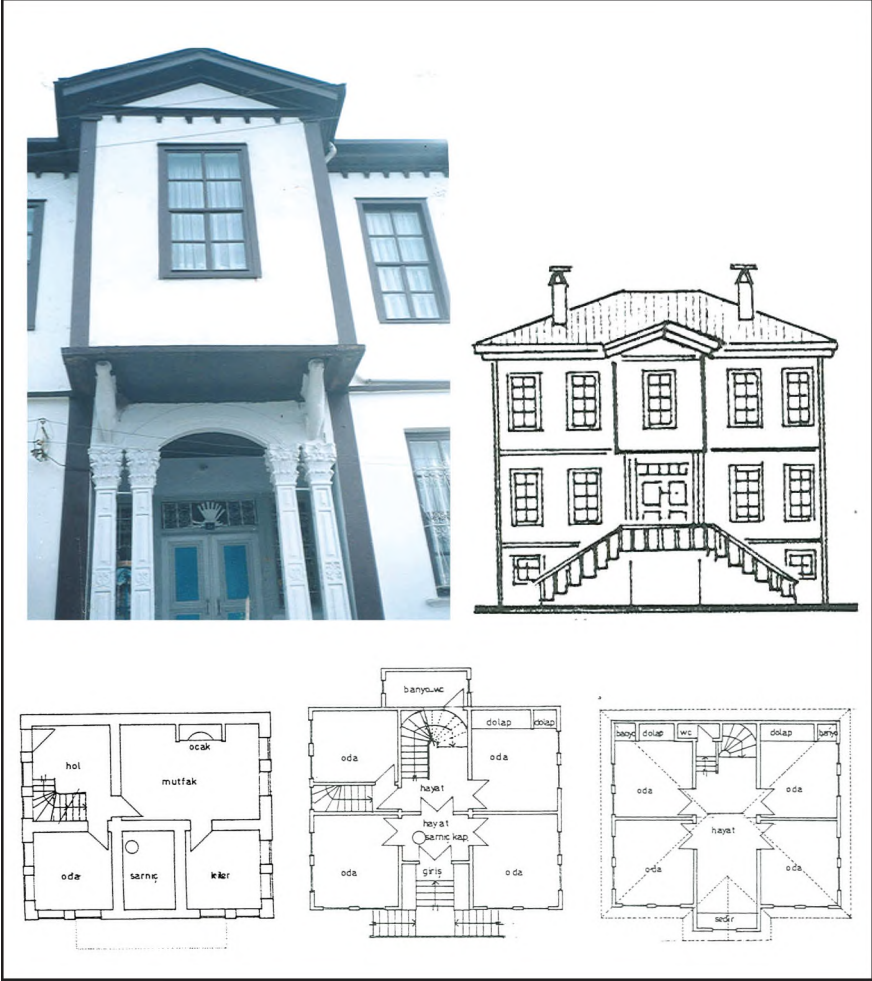 hol
ocak
mutfak
oda
sarnıç
kiler
banyo.wc
dolap
dolap
oda
oda
hayat
hayat
sarnıç kap.
oda
giriş
oda
banyo
dolap
wc
dolap
banyo
oda
oda
hayat
oda
oda
sedir